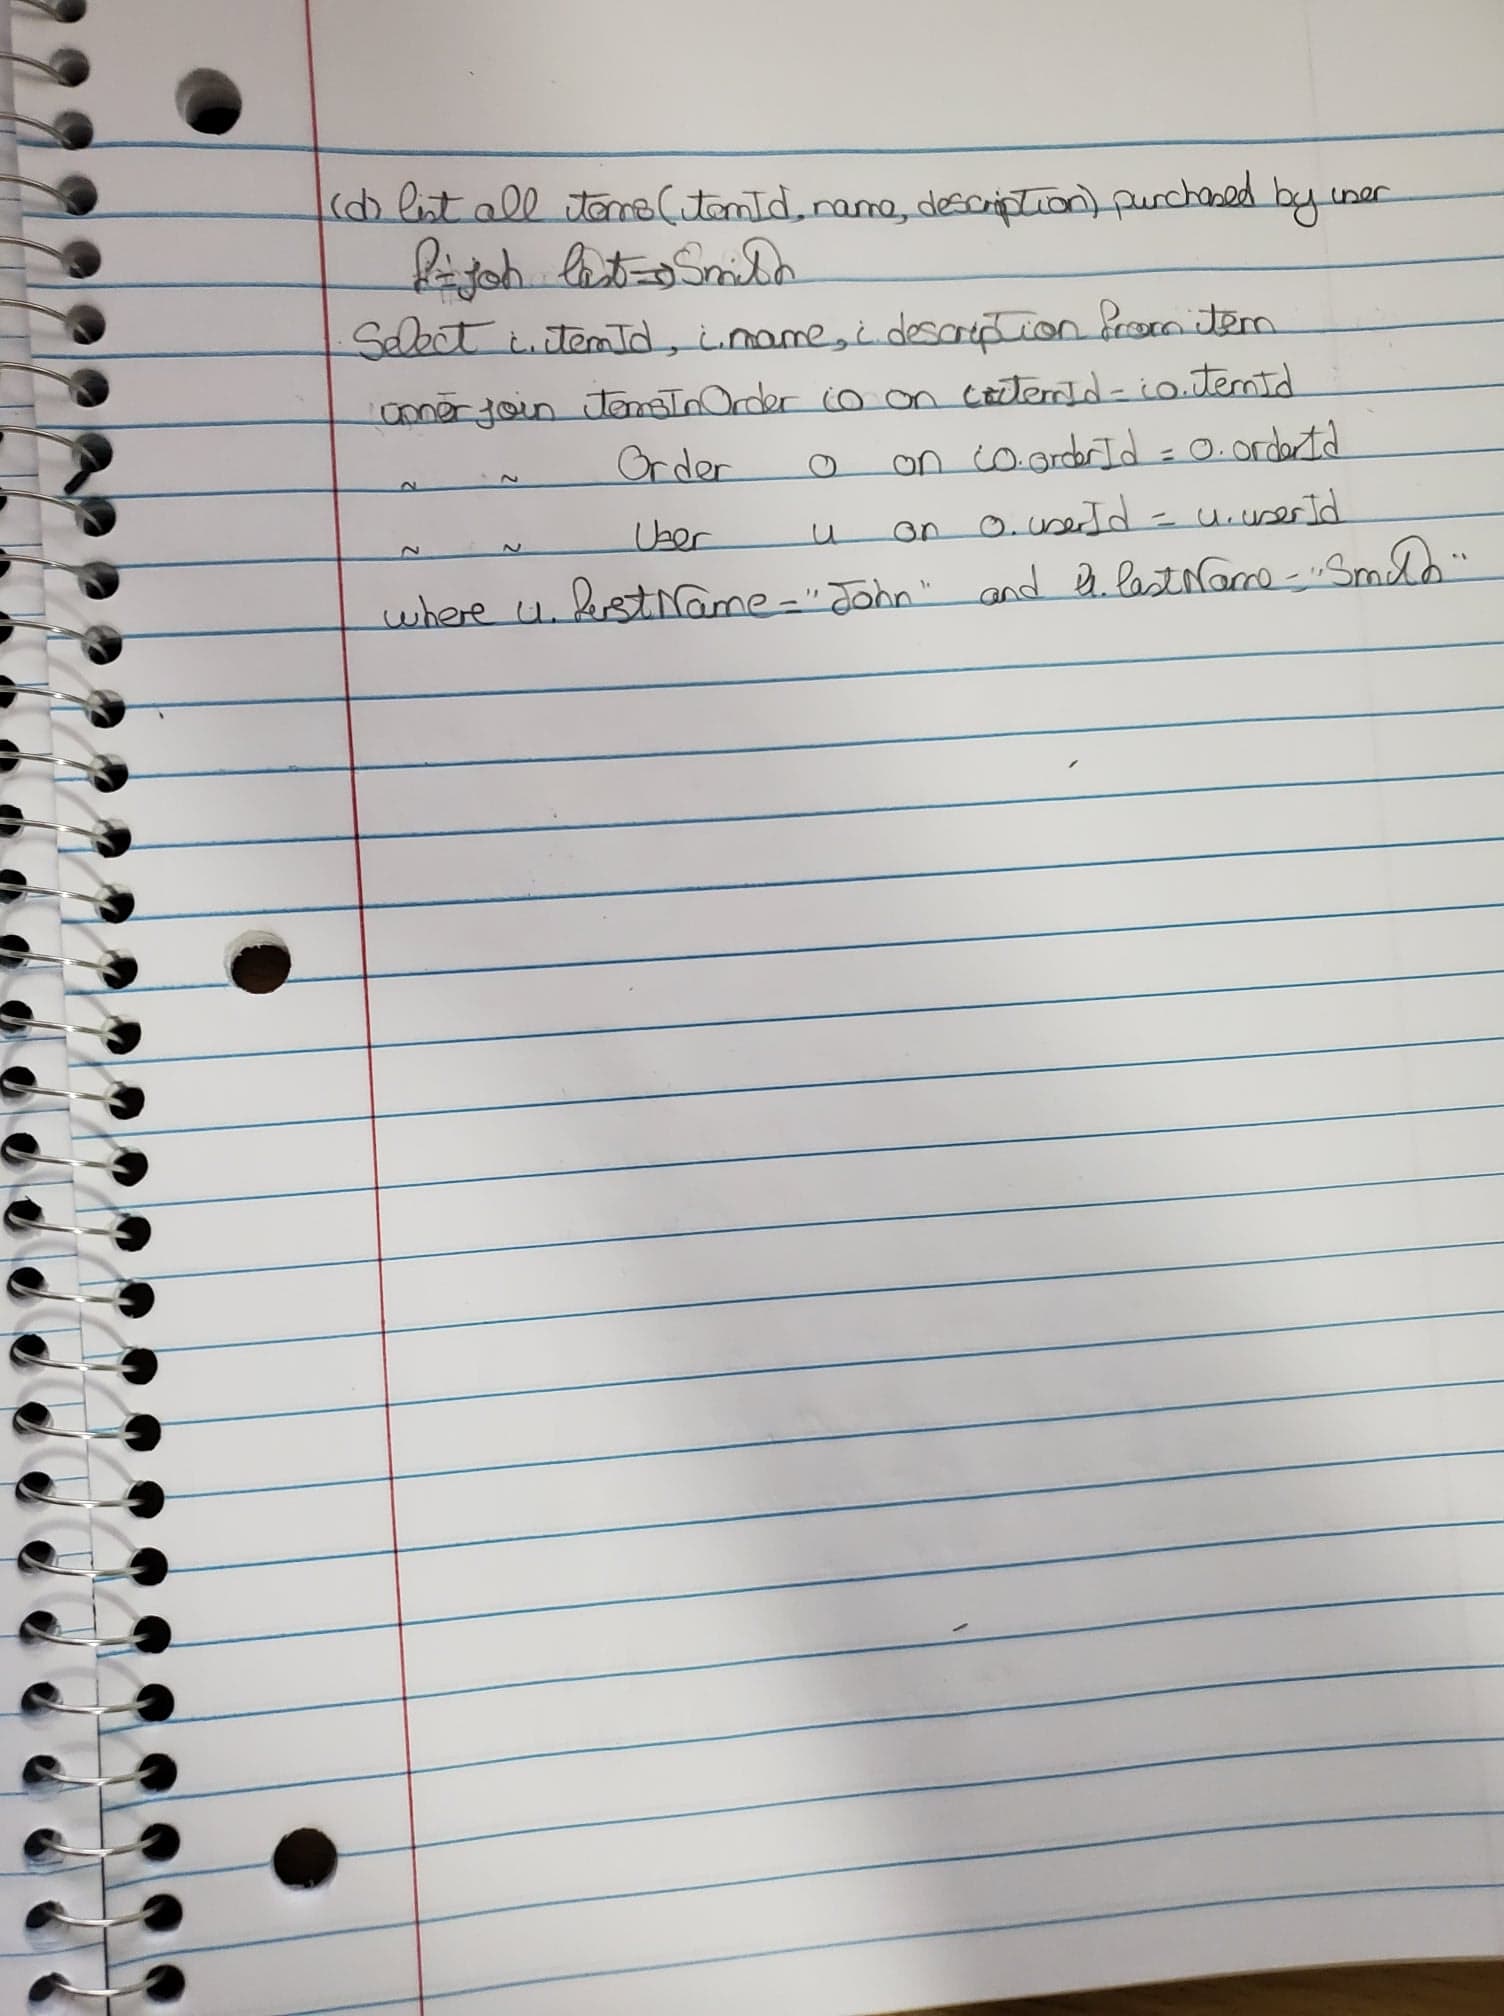 (d) list all items (itemId, name, description) purchased by user
f= joh last => Smith
Select i.itemId, i.name, i.description from item
inner join itemsInOrder io on i.itemId = io.itemId
~ ~ Order o on io.orderId = o.orderId
~ ~ User u on o.userId = u.userId
where u.firstName = "John" and u.lastName = "Smith"